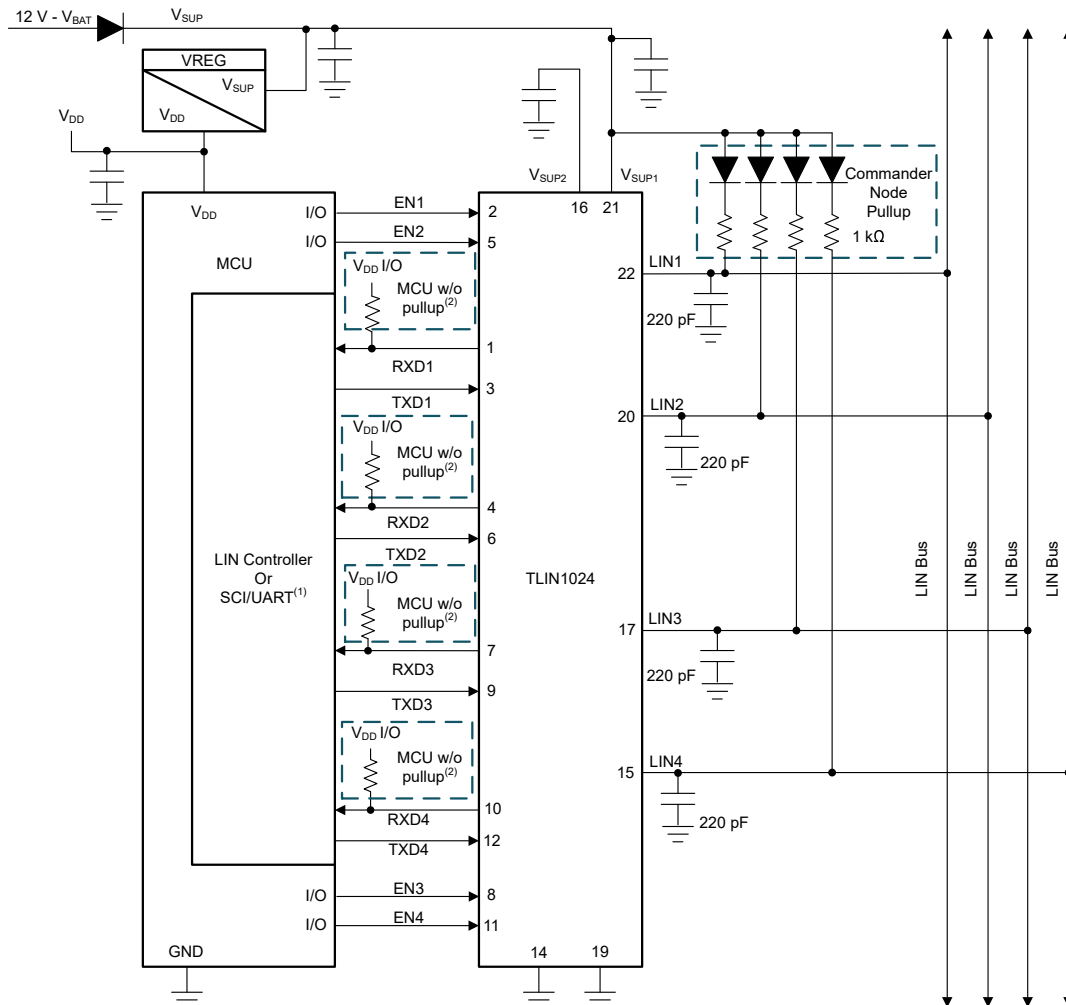 12 V - VBAT
VSUP
VREG
VSUP
VDD
VDD
VSUP2
VSUP1
16
21
Commander
Node
Pullup
1 kΩ
VDD
I/O
EN1
2
I/O
EN2
5
MCU
VDD I/O
MCU w/o
pullup(2)
LIN1
22
220 pF
1
RXD1
3
TXD1
VDD I/O
MCU w/o
pullup(2)
LIN2
20
220 pF
4
RXD2
6
TXD2
LIN Controller
Or
SCI/UART(1)
TLIN1024
LIN Bus
LIN Bus
LIN Bus
LIN Bus
VDD I/O
MCU w/o
pullup(2)
LIN3
17
220 pF
7
RXD3
9
TXD3
VDD I/O
MCU w/o
pullup(2)
LIN4
15
220 pF
10
RXD4
12
TXD4
I/O
EN3
8
I/O
EN4
11
GND
14
19